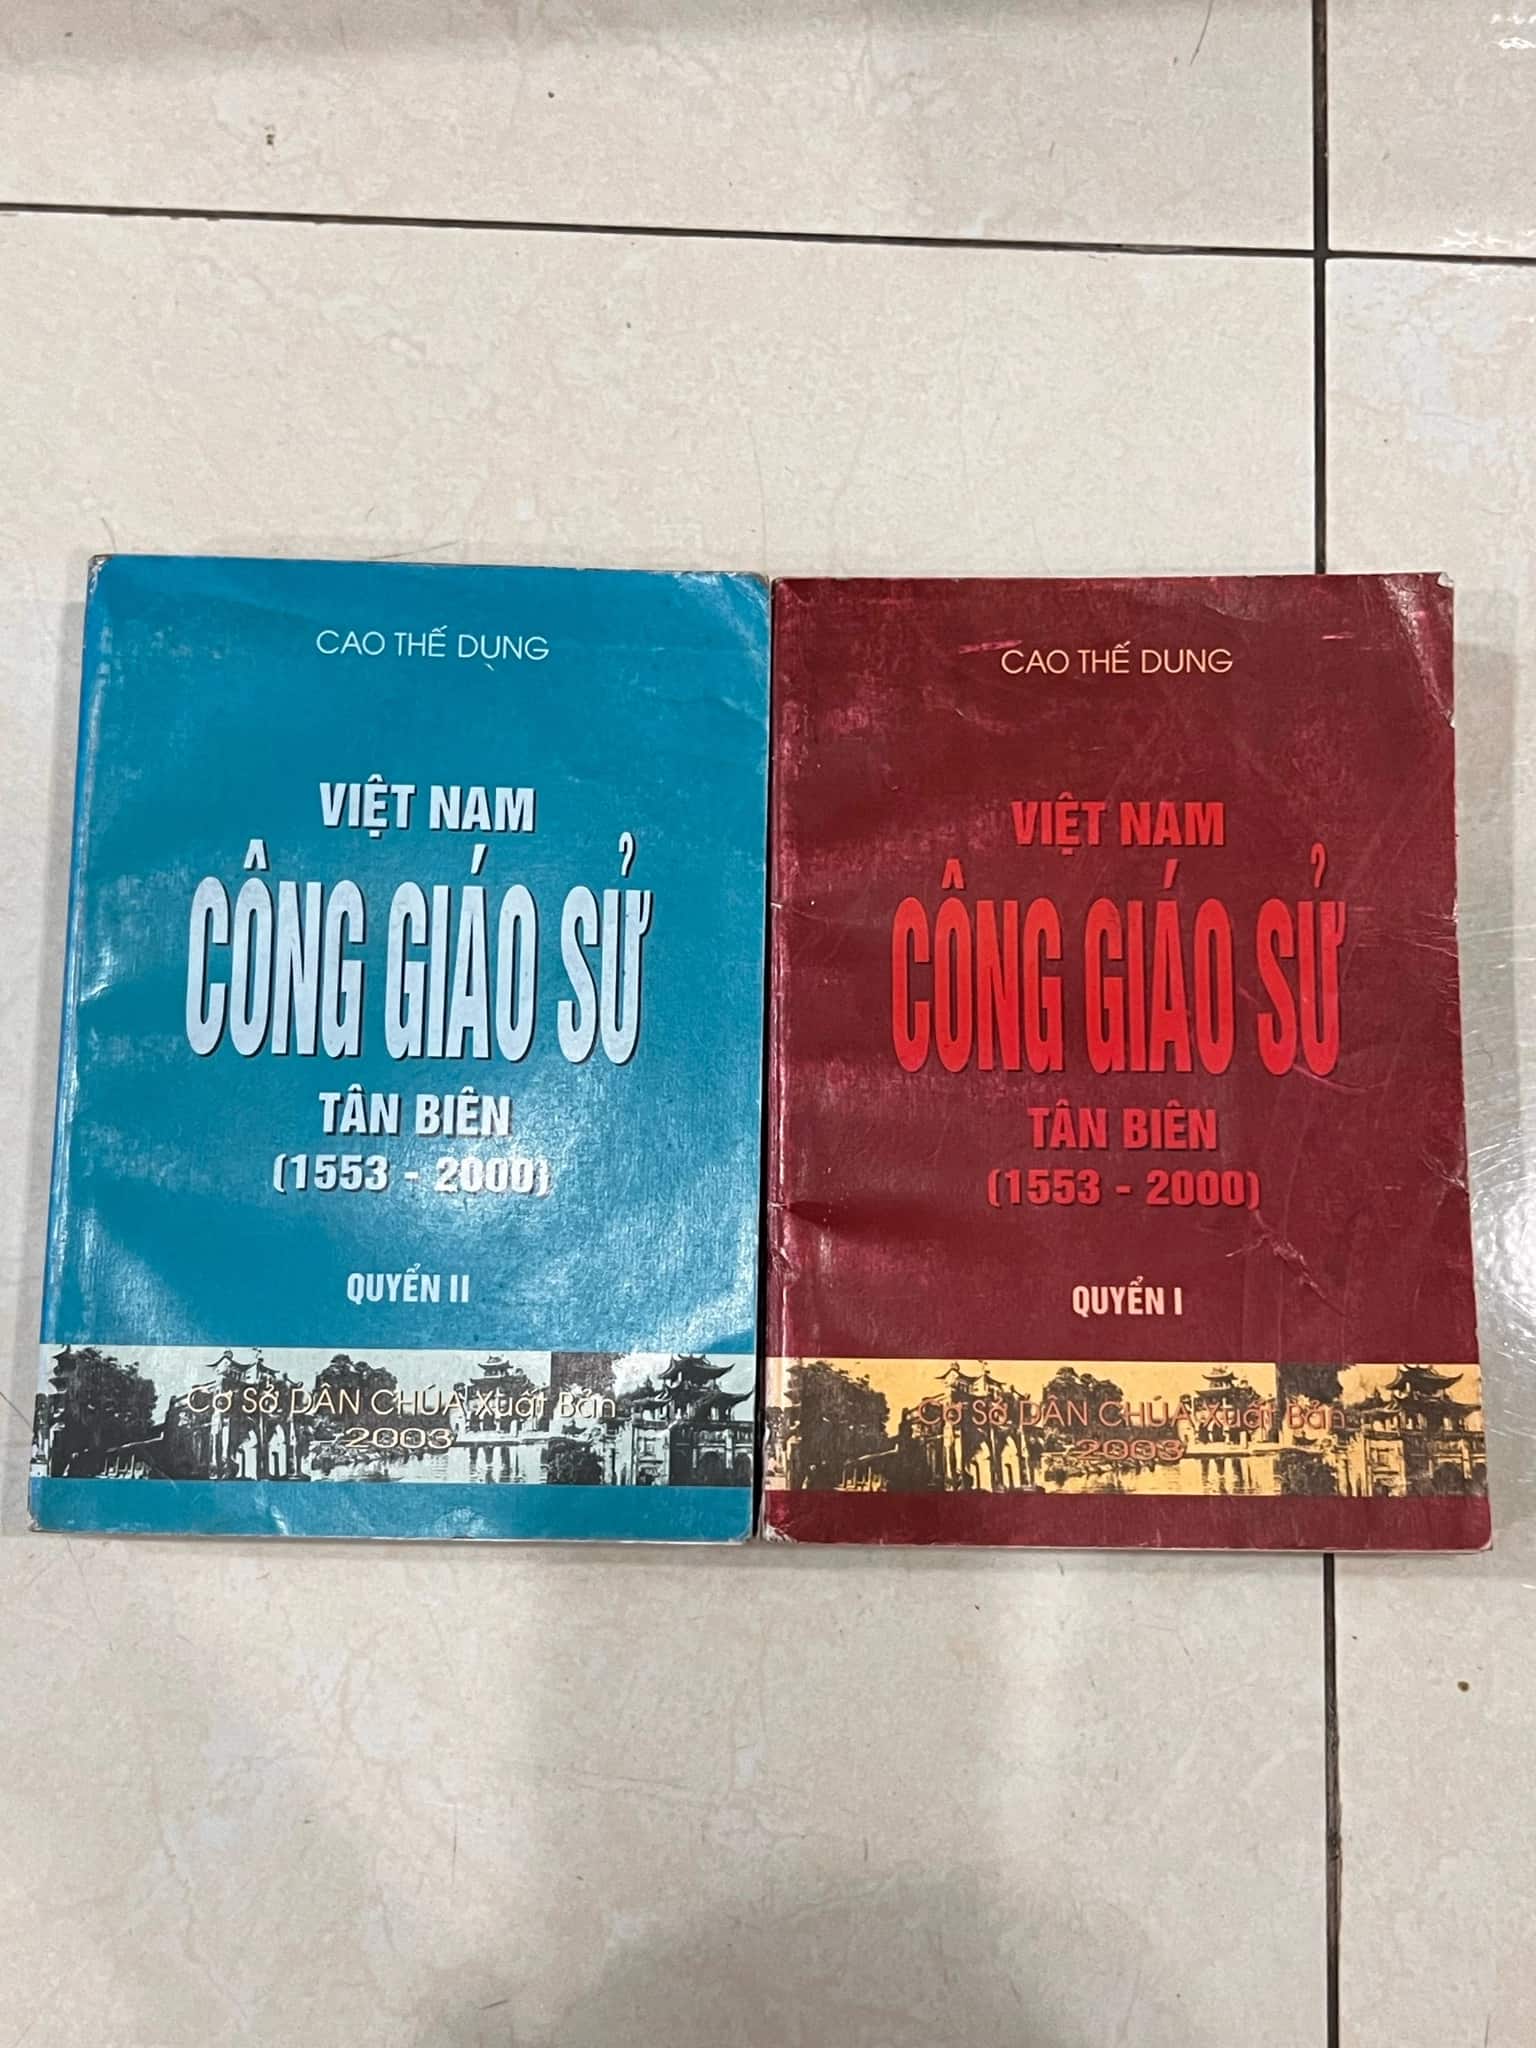 CAO THẾ DUNG
VIỆT NAM
CÔNG GIÁO SỬ
TÂN BIÊN
(1553 - 2000)
QUYỂN II
Cơ Sở DÂN CHÚA Xuất Bản
2003
CAO THẾ DUNG
VIỆT NAM
CÔNG GIÁO SỬ
TÂN BIÊN
(1553 - 2000)
QUYỂN I
Cơ Sở DÂN CHÚA Xuất Bản
2003